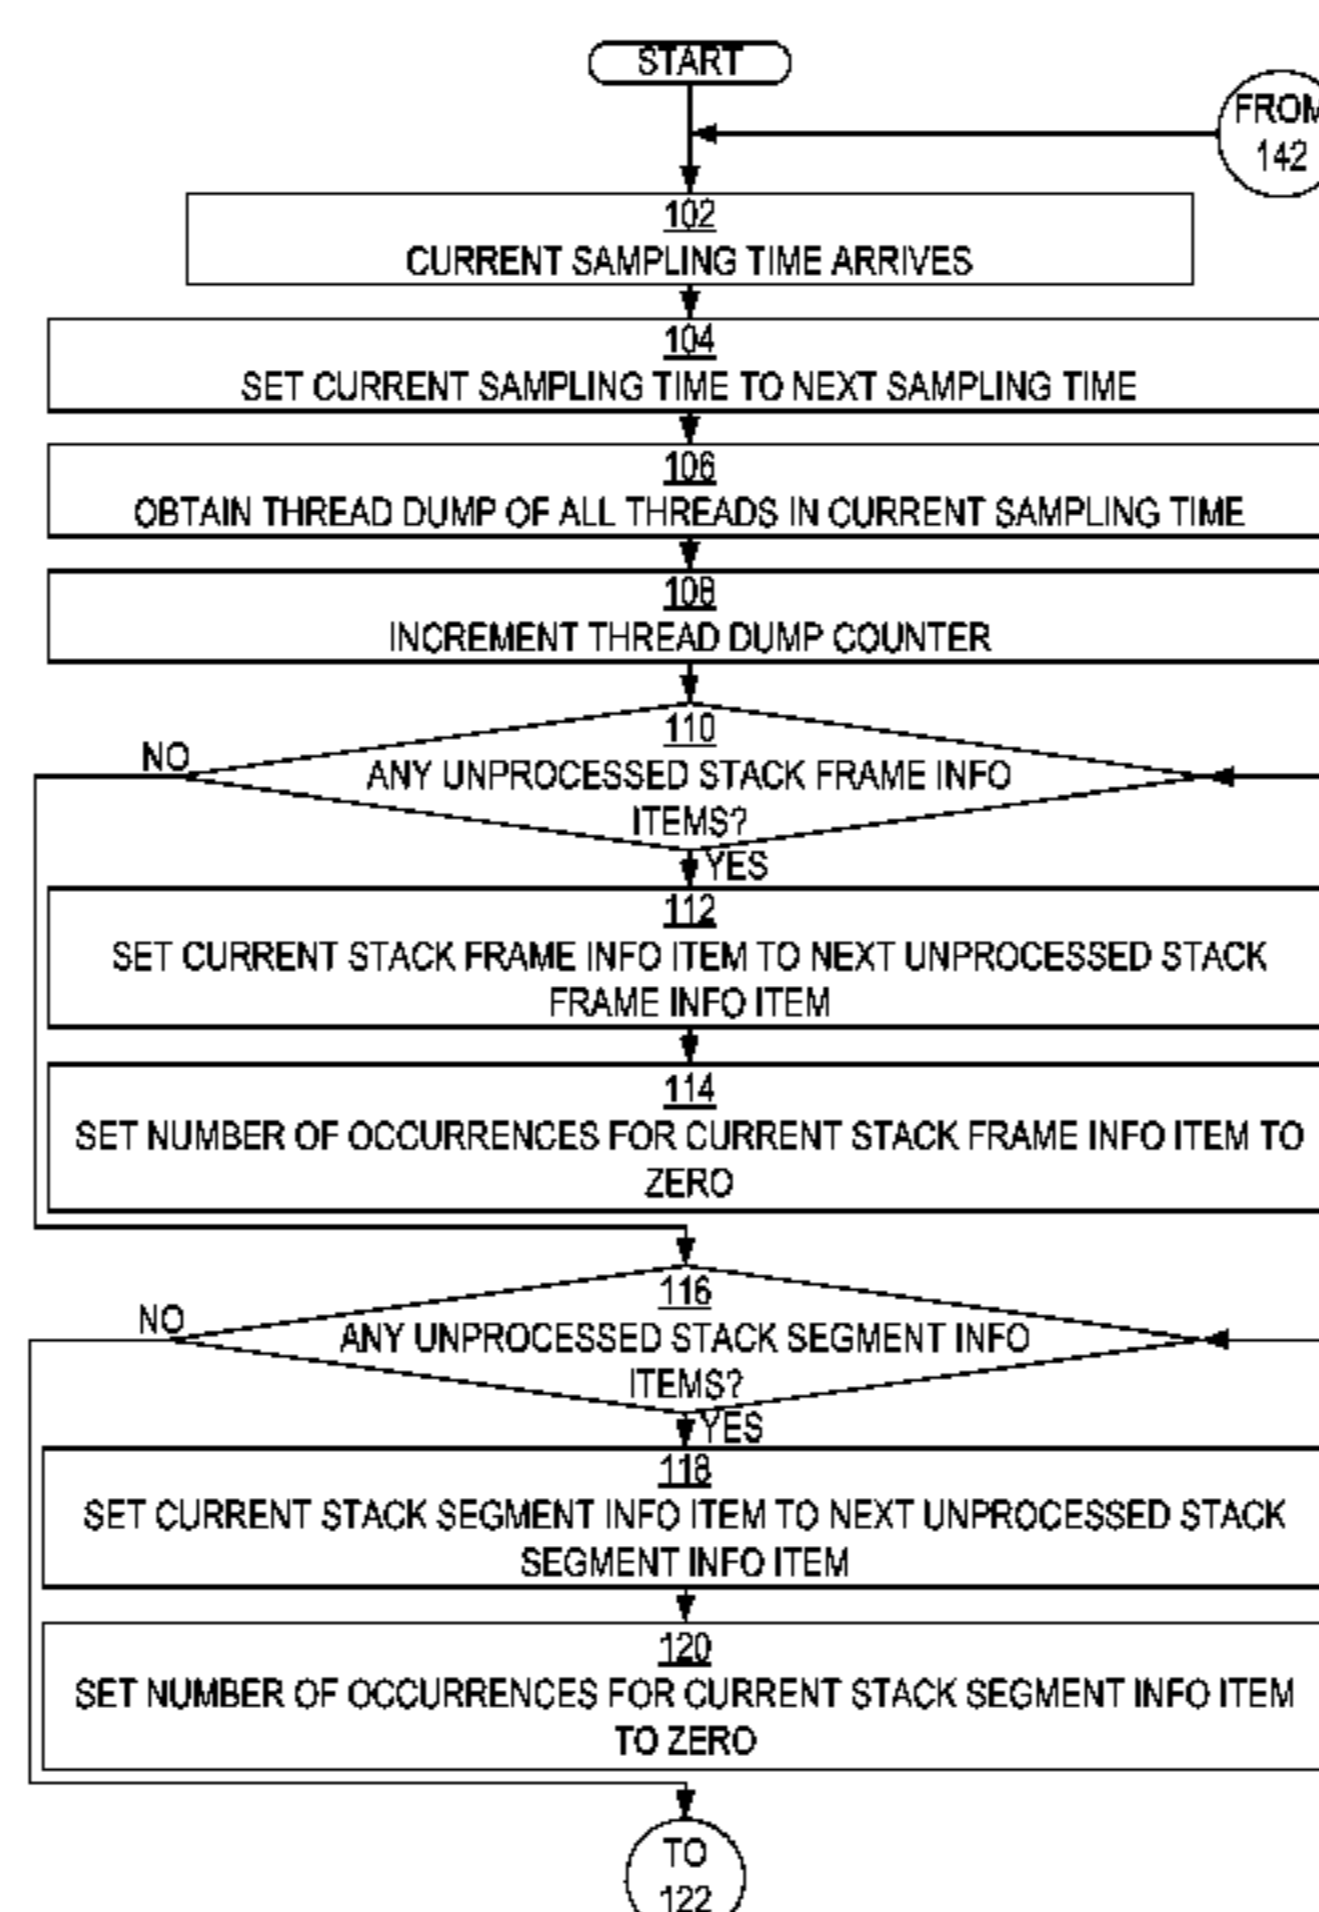 START
FROM
142
102
CURRENT SAMPLING TIME ARRIVES
104
SET CURRENT SAMPLING TIME TO NEXT SAMPLING TIME
106
OBTAIN THREAD DUMP OF ALL THREADS IN CURRENT SAMPLING TIME
108
INCREMENT THREAD DUMP COUNTER
110
NO
ANY UNPROCESSED STACK FRAME INFO
ITEMS?
YES
112
SET CURRENT STACK FRAME INFO ITEM TO NEXT UNPROCESSED STACK
FRAME INFO ITEM
114
SET NUMBER OF OCCURRENCES FOR CURRENT STACK FRAME INFO ITEM TO
ZERO
116
NO
ANY UNPROCESSED STACK SEGMENT INFO
ITEMS?
YES
118
SET CURRENT STACK SEGMENT INFO ITEM TO NEXT UNPROCESSED STACK
SEGMENT INFO ITEM
120
SET NUMBER OF OCCURRENCES FOR CURRENT STACK SEGMENT INFO ITEM
TO ZERO
TO
122